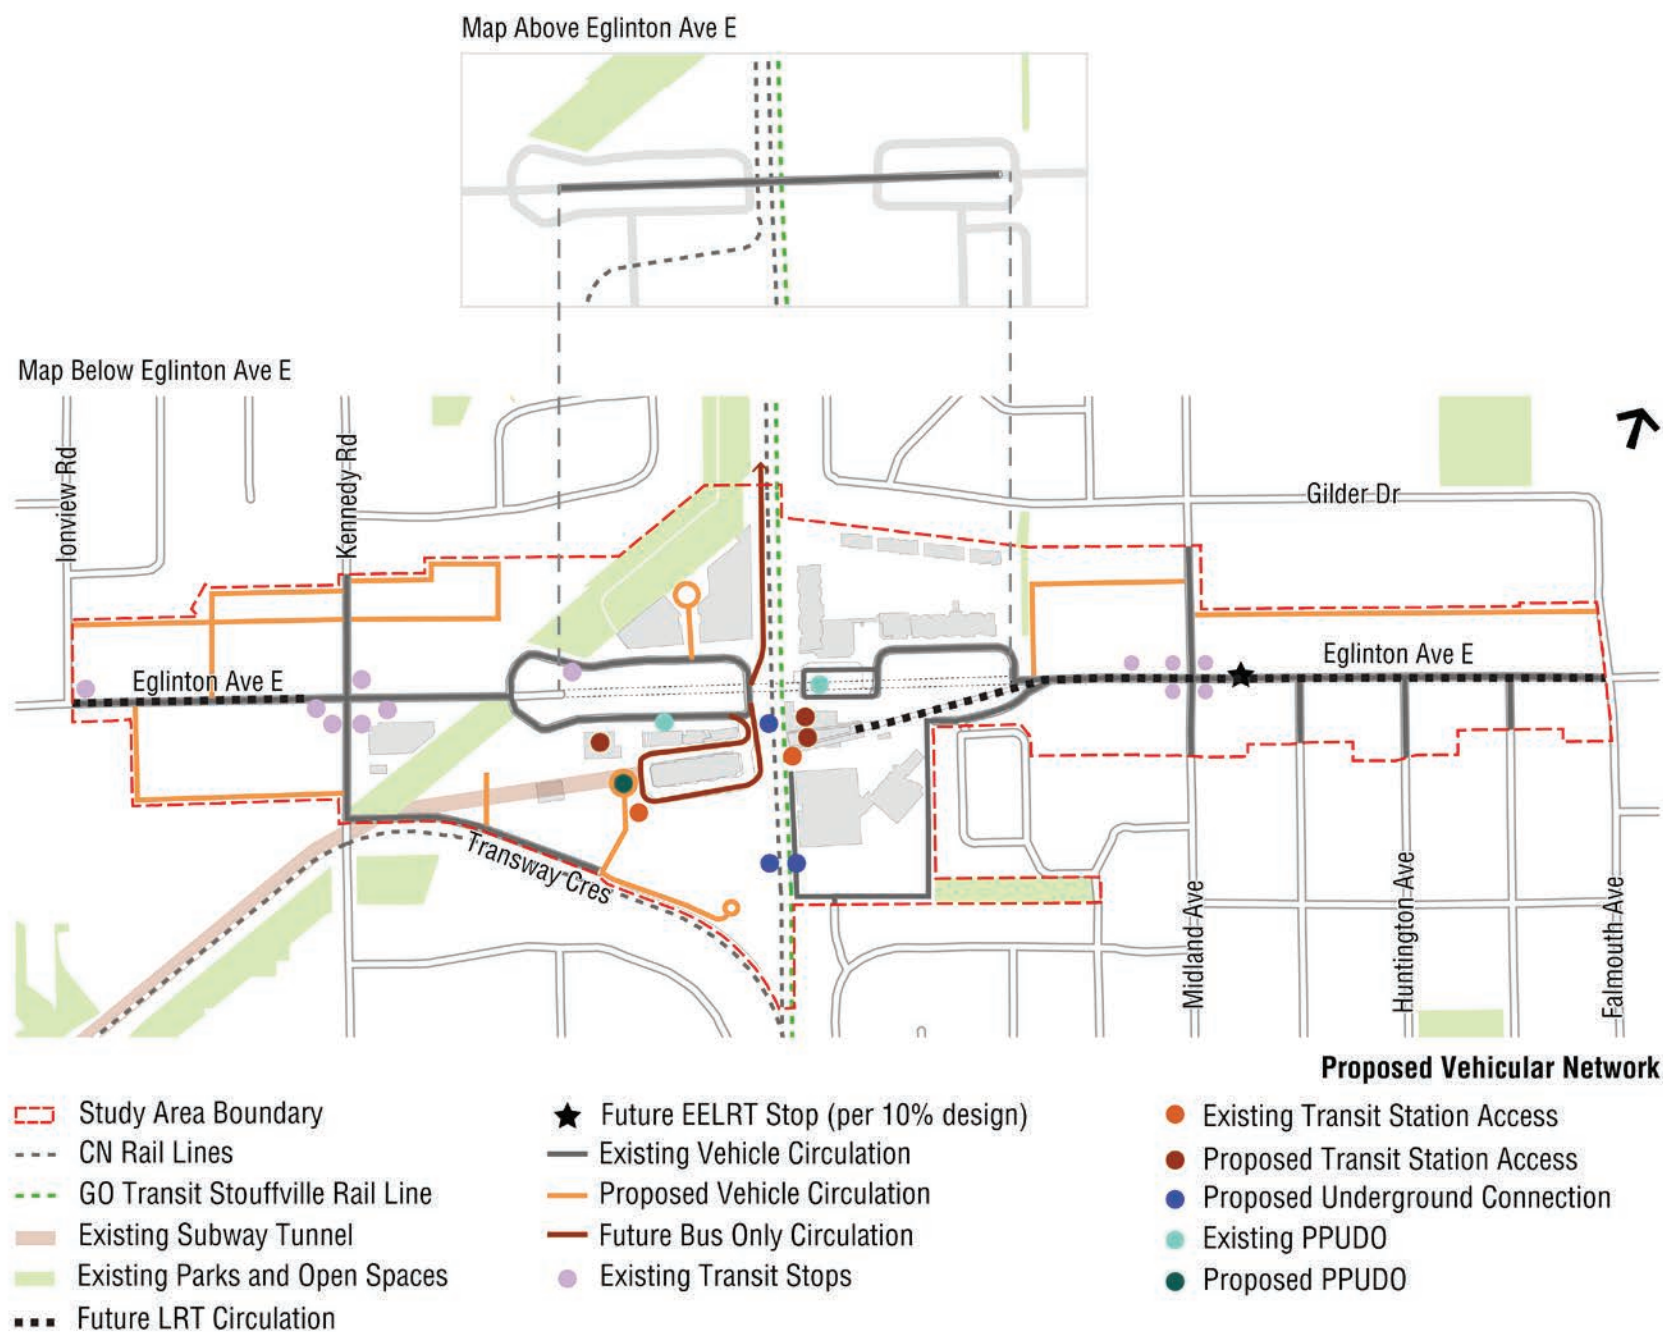 Map Above Eglinton Ave E
Map Below Eglinton Ave E
Ionview Rd
Kennedy Rd
Gilder Dr
Eglinton Ave E
Eglinton Ave E
Transway Cres
Midland Ave
Huntington Ave
Falmouth Ave
Proposed Vehicular Network
Study Area Boundary
CN Rail Lines
GO Transit Stouffville Rail Line
Existing Subway Tunnel
Existing Parks and Open Spaces
Future LRT Circulation
Future EELRT Stop (per 10% design)
Existing Vehicle Circulation
Proposed Vehicle Circulation
Future Bus Only Circulation
Existing Transit Stops
Existing Transit Station Access
Proposed Transit Station Access
Proposed Underground Connection
Existing PPUDO
Proposed PPUDO